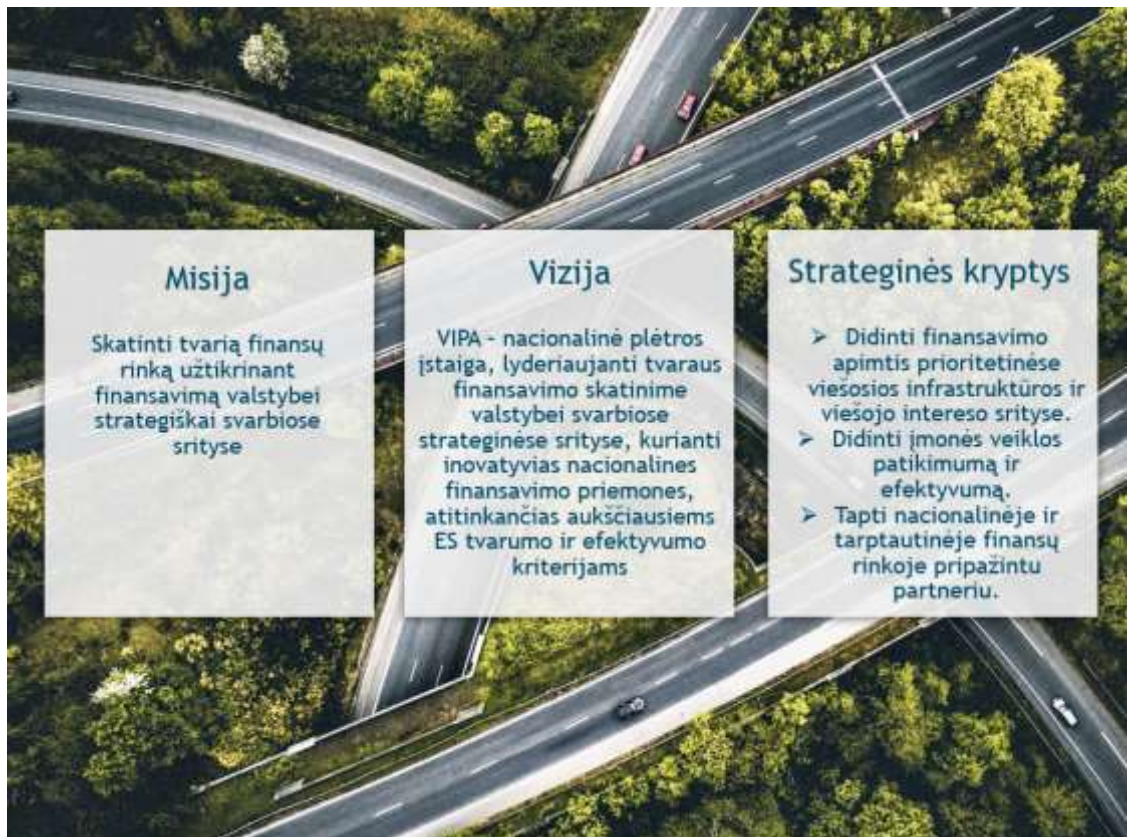 Misija
Skatinti tvarią finansų
rinką užtikrinant
finansavimą valstybei
strategiškai svarbiose
srityse
Vizija
VIPA - nacionalinė plėtros
įstaiga, lyderiaujanti tvaraus
finansavimo skatinime
valstybei svarbiose
strateginėse srityse, kurianti
inovatyvias nacionalines
finansavimo priemones,
atitinkančias aukščiausiems
ES tvarumo ir efektyvumo
kriterijams
Strateginės kryptys
➢ Didinti finansavimo
apimtis prioritetinėse
viešosios infrastruktūros ir
viešojo intereso srityse.
➢ Didinti įmonės veiklos
patikimumą ir
efektyvumą.
➢ Tapti nacionalinėje ir
tarptautinėje finansų
rinkoje pripažintu
partneriu.